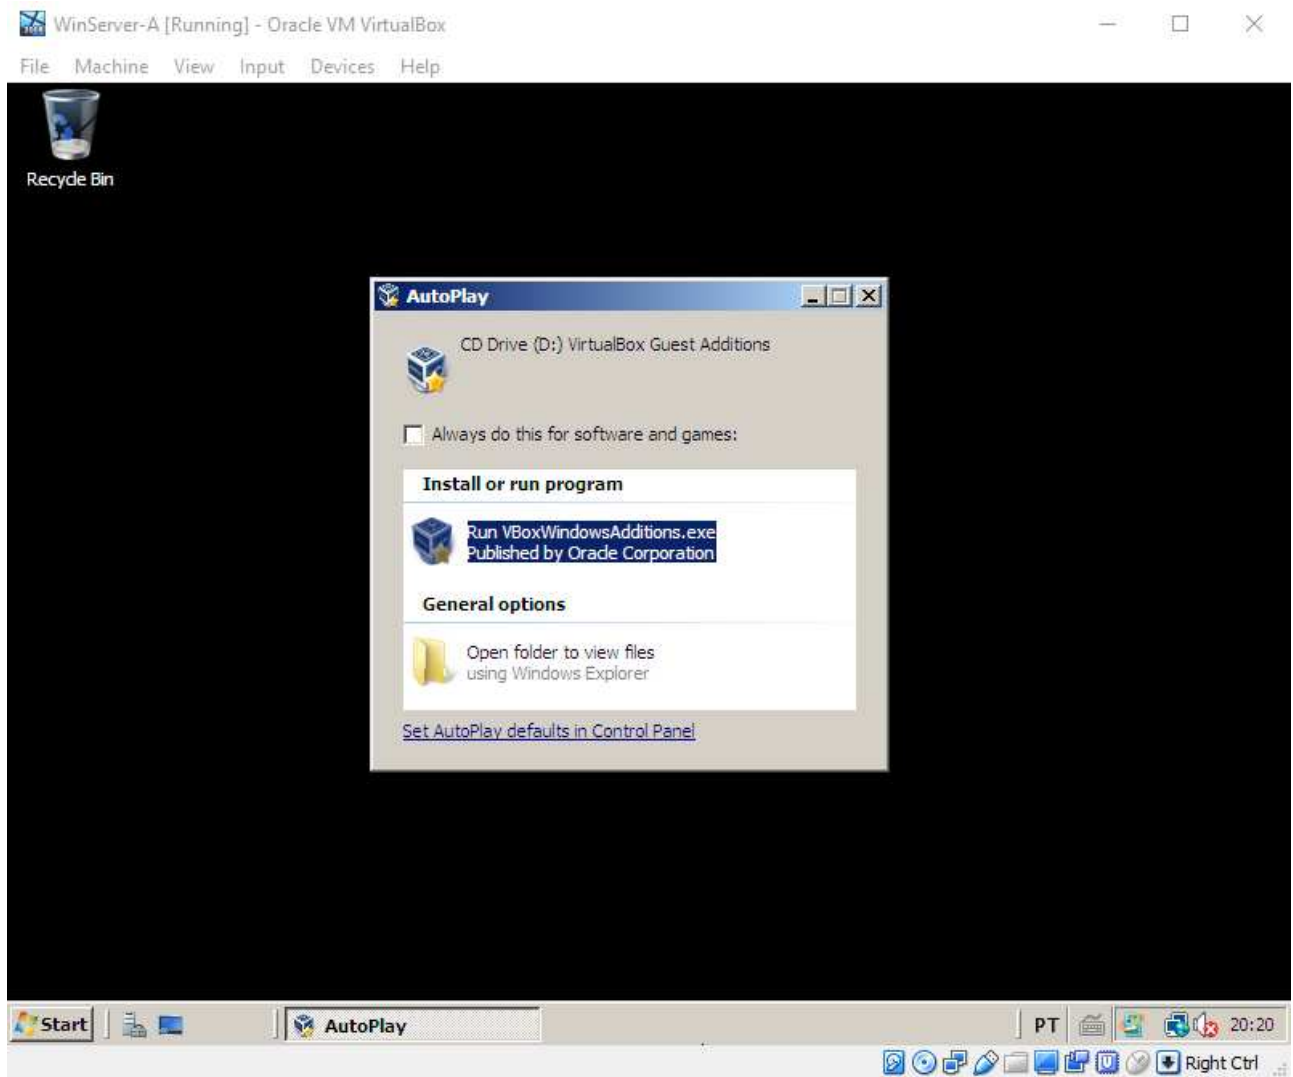 WinServer-A [Running] - Oracle VM VirtualBox
File Machine View Input Devices Help
Recycle Bin
AutoPlay
CD Drive (D:) VirtualBox Guest Additions
Always do this for software and games:
Install or run program
Run VBoxWindowsAdditions.exe
Published by Oracle Corporation
General options
Open folder to view files
using Windows Explorer
Set AutoPlay defaults in Control Panel
Start AutoPlay PT 20:20
Right Ctrl